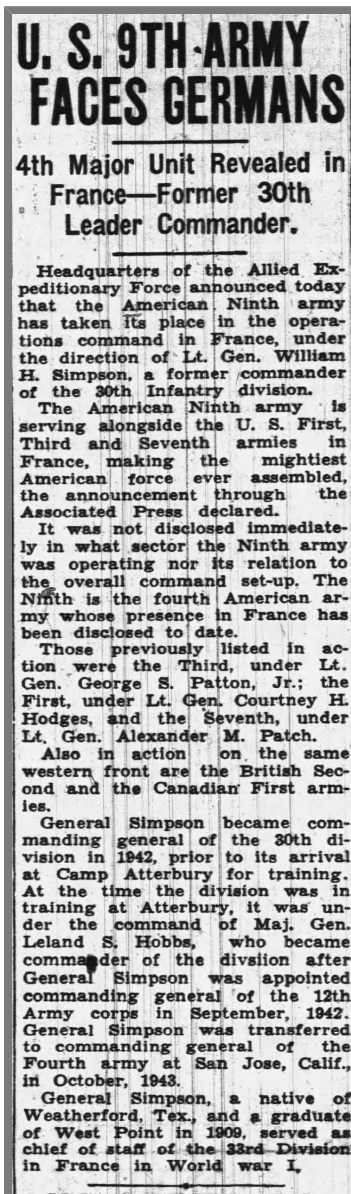 U. S. 9TH ARMY
FACES GERMANS
4th Major Unit Revealed in
France—Former 30th
Leader Commander.
Headquarters of the Allied Ex-
peditionary Force announced today
that the American Ninth army
has taken its place in the opera-
tions command in France, under
the direction of Lt. Gen. William
H. Simpson, a former commander
of the 30th Infantry division.
The American Ninth army is
serving alongside the U. S. First,
Third and Seventh armies in
France, making the mightiest
American force ever assembled,
the announcement through the
Associated Press declared.
It was not disclosed immediate-
ly in what sector the Ninth army
was operating nor its relation to
the overall command set-up. The
Ninth is the fourth American ar-
my whose presence in France has
been disclosed to date.
Those previously listed in ac-
tion were the Third, under Lt.
Gen. George S. Patton, Jr.; the
First, under Lt. Gen. Courtney H.
Hodges, and the Seventh, under
Lt. Gen. Alexander M. Patch.
Also in action on the same
western front are the British Sec-
ond and the Canadian First arm-
ies.
General Simpson became com-
manding general of the 30th di-
vision in 1942, prior to its arrival
at Camp Atterbury for training.
At the time the division was in
training at Atterbury, it was un-
der the command of Maj. Gen.
Leland S. Hobbs, who became
commander of the divsiion after
General Simpson was appointed
commanding general of the 12th
Army corps in September, 1942.
General Simpson was transferred
to commanding general of the
Fourth army at San Jose, Calif.,
in October, 1943.
General Simpson, a native of
Weatherford, Tex., and a graduate
of West Point in 1909, served as
chief of staff of the 33rd Division
in France in World war I.